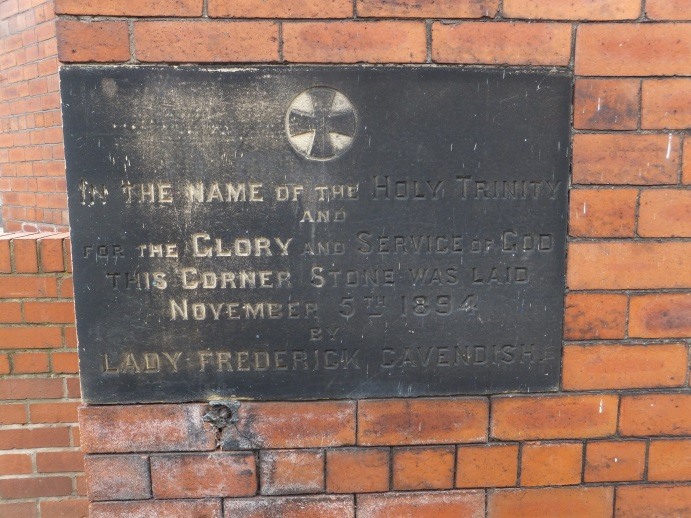 IN THE NAME OF THE HOLY TRINITY
AND
FOR THE GLORY AND SERVICE OF GOD
THIS CORNER STONE WAS LAID
NOVEMBER 5TH 1894
BY
LADY FREDERICK CAVENDISH.